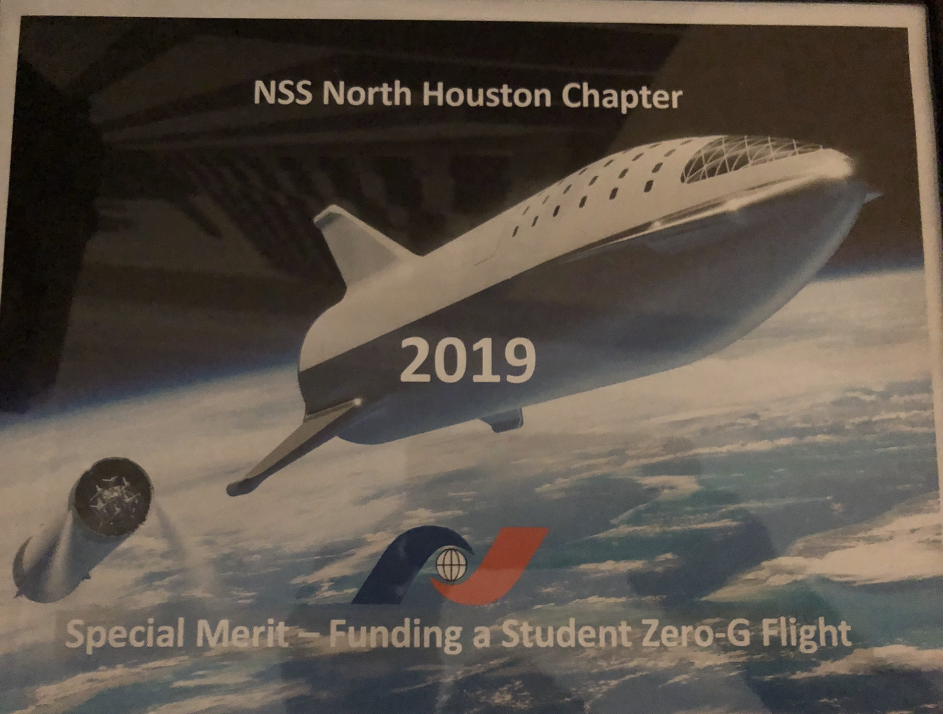 NSS North Houston Chapter
2019
Special Merit – Funding a Student Zero-G Flight